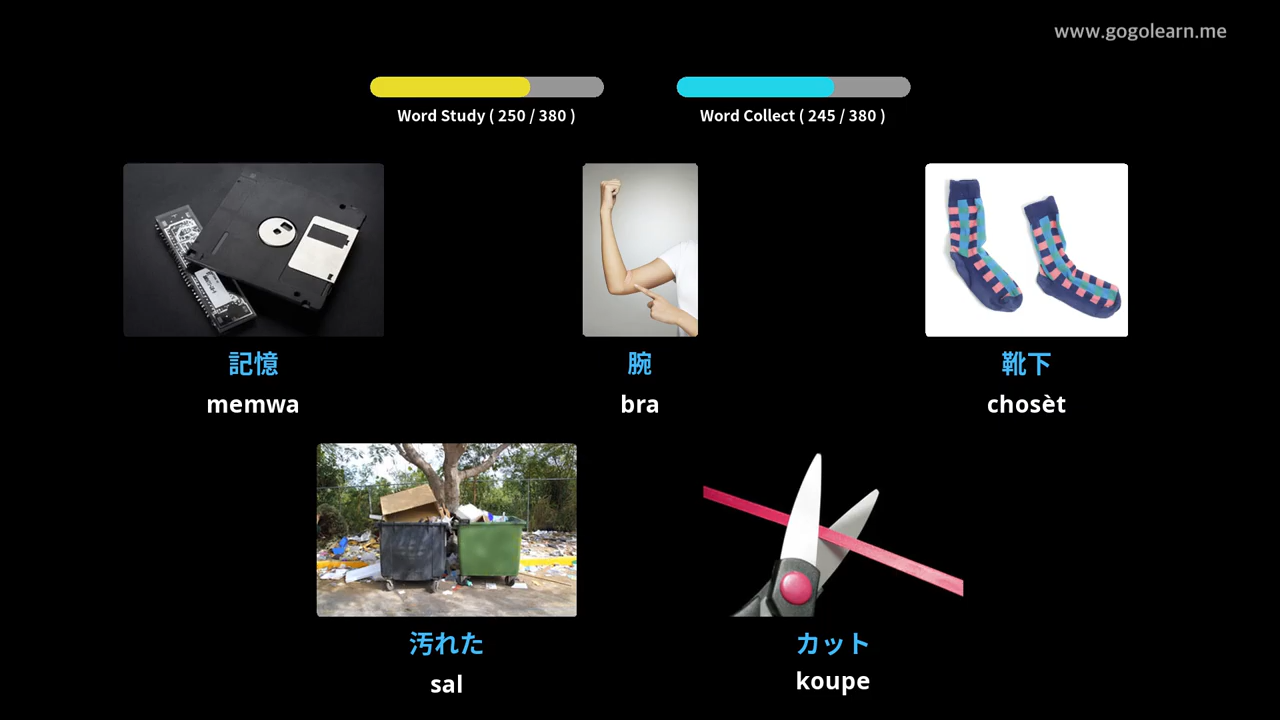 www.gogolearn.me
Word Study ( 250 / 380 )
Word Collect ( 245 / 380 )
記憶
memwa
腕
bra
靴下
chosèt
汚れた
sal
カット
koupe